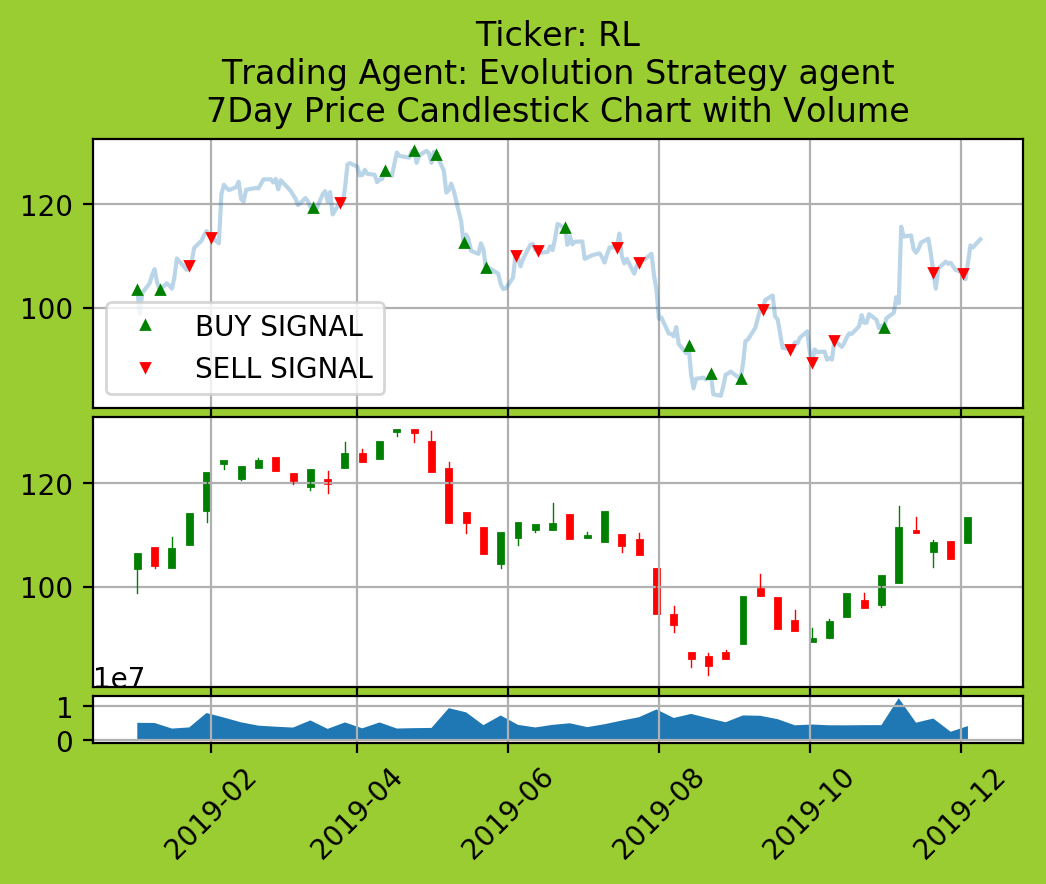 Ticker: RL
Trading Agent: Evolution Strategy agent
7Day Price Candlestick Chart with Volume
120
100
BUY SIGNAL
SELL SIGNAL
120
100
1e7
1
0
2019-02
2019-04
2019-06
2019-08
2019-10
2019-12